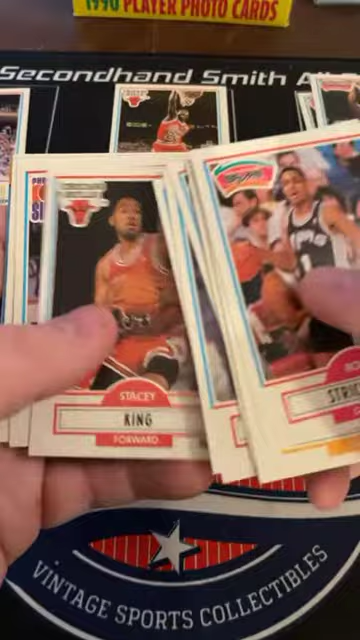 1990 PLAYER PHOTO CARDS
Secondhand Smith
STACEY
KING
FORWARD
VINTAGE SPORTS COLLECTIBLES